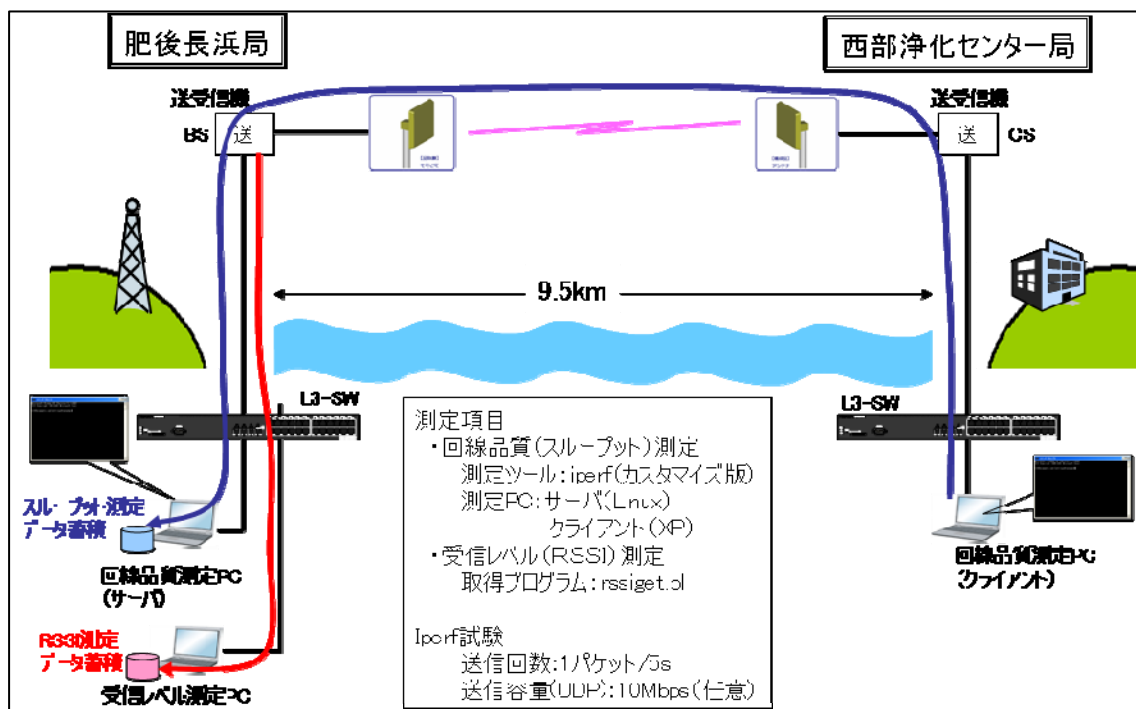 肥後長浜局
西部浄化センター局
送受信機
送受信機
BS
送
送
CS
9.5km
L3-SW
L3-SW
測定項目
・回線品質(スループット)測定
測定ツール:iperf(カスタマイズ版)
測定PC:サーバ(Linux)
クライアント(XP)
・受信レベル(RSSI)測定
取得プログラム:rssiget.pl
Iperf試験
送信回数:1パケット/5s
送信容量(UDP):10Mbps(任意)
スループット測定
データ蓄積
回線品質測定PC
(サーバ)
RSSI測定
データ蓄積
受信レベル測定PC
回線品質測定PC
(クライアント)